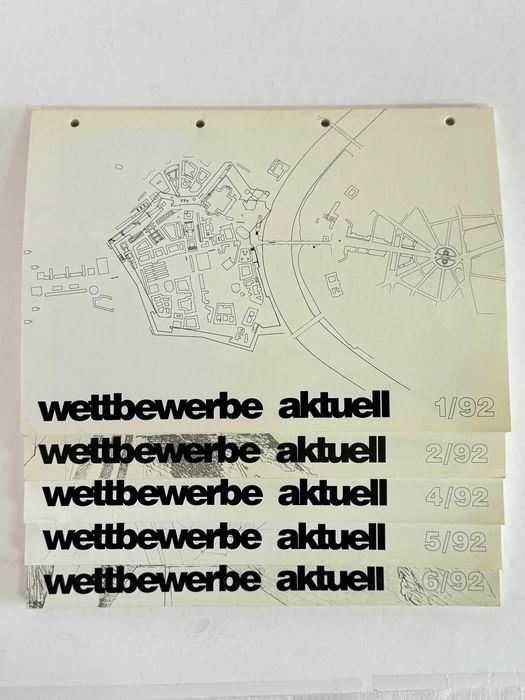 wettbewerbe aktuell 1/92
wettbewerbe aktuell 2/92
wettbewerbe aktuell 4/92
wettbewerbe aktuell 5/92
wettbewerbe aktuell 6/92